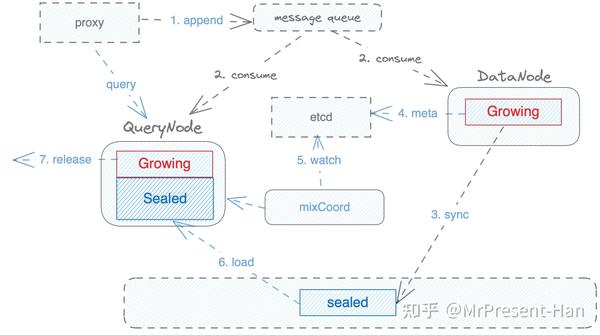 proxy
1. append
message queue
2. consume
2. consume
query
DataNode
QueryNode
etcd
4. meta
Growing
7. release
Growing
5. watch
Sealed
mixCoord
3. sync
6. load
sealed
知乎 @MrPresent-Han